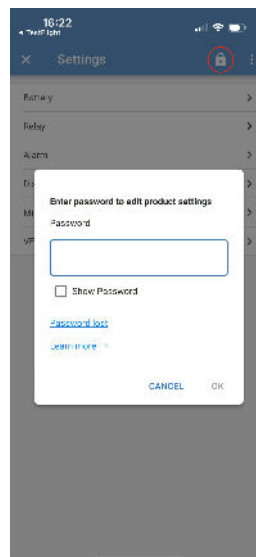 16:22
TestFlight
Settings
Battery
Relay
Alarm
Enter password to edit product settings
Password
Show Password
Password lost
Learn more
CANCEL OK